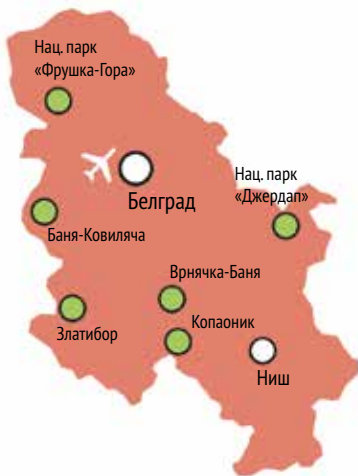 Нац. парк
«Фрушка-Гора»
Белград
Нац. парк
«Джердап»
Баня-Ковиляча
Врнячка-Баня
Златибор
Копаоник
Ниш